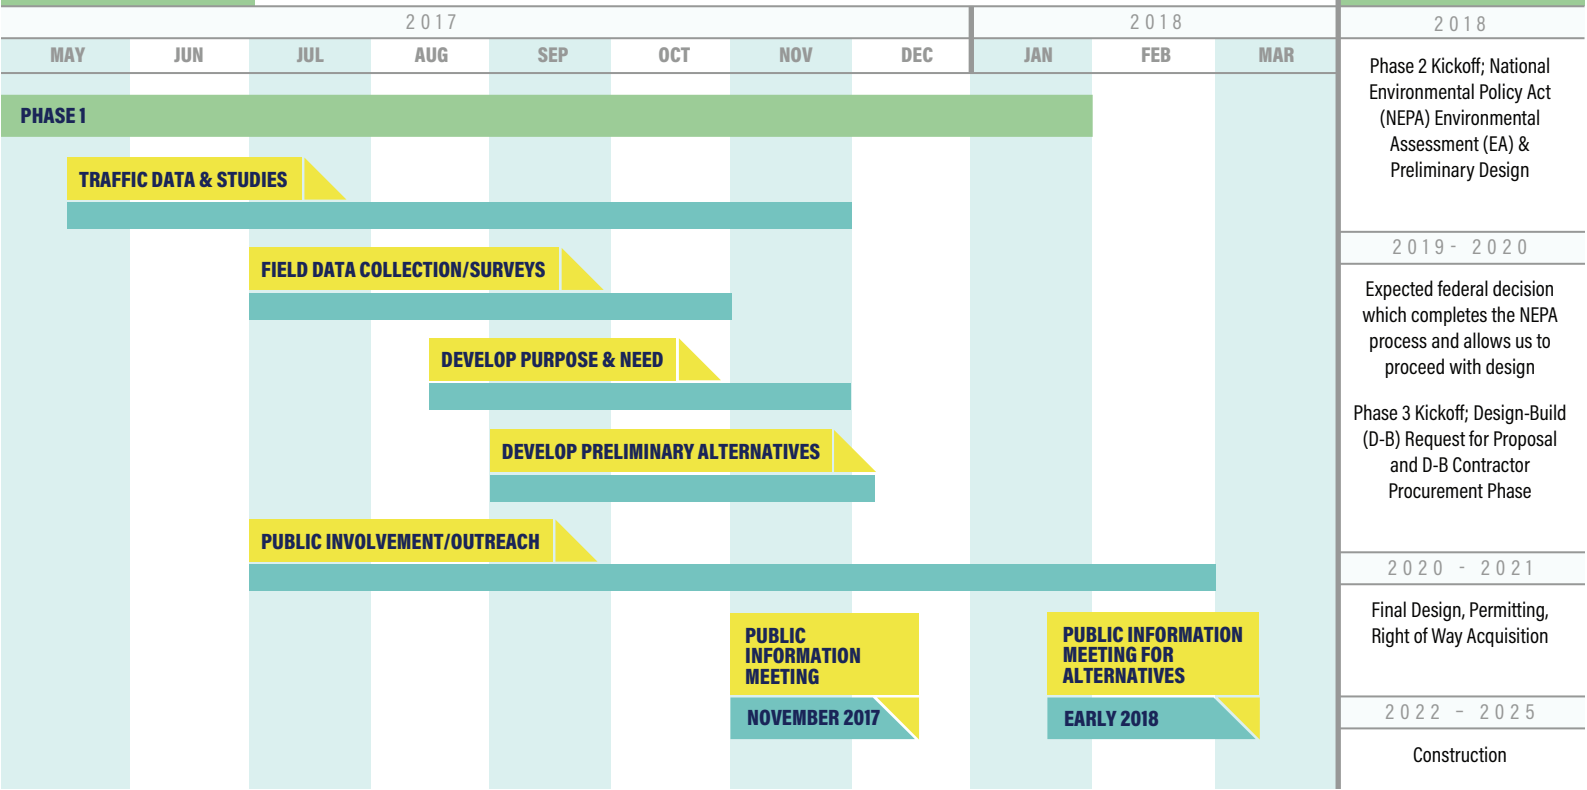 2017
2018
MAY JUN JUL AUG SEP OCT NOV DEC JAN FEB MAR
PHASE 1
TRAFFIC DATA & STUDIES
FIELD DATA COLLECTION/SURVEYS
DEVELOP PURPOSE & NEED
DEVELOP PRELIMINARY ALTERNATIVES
PUBLIC INVOLVEMENT/OUTREACH
PUBLIC
INFORMATION
MEETING
NOVEMBER 2017
PUBLIC INFORMATION
MEETING FOR
ALTERNATIVES
EARLY 2018
2018
Phase 2 Kickoff; National
Environmental Policy Act
(NEPA) Environmental
Assessment (EA) &
Preliminary Design
2019- 2020
Expected federal decision
which completes the NEPA
process and allows us to
proceed with design
Phase 3 Kickoff; Design-Build
(D-B) Request for Proposal
and D-B Contractor
Procurement Phase
2020 - 2021
Final Design, Permitting,
Right of Way Acquisition
2022 – 2025
Construction